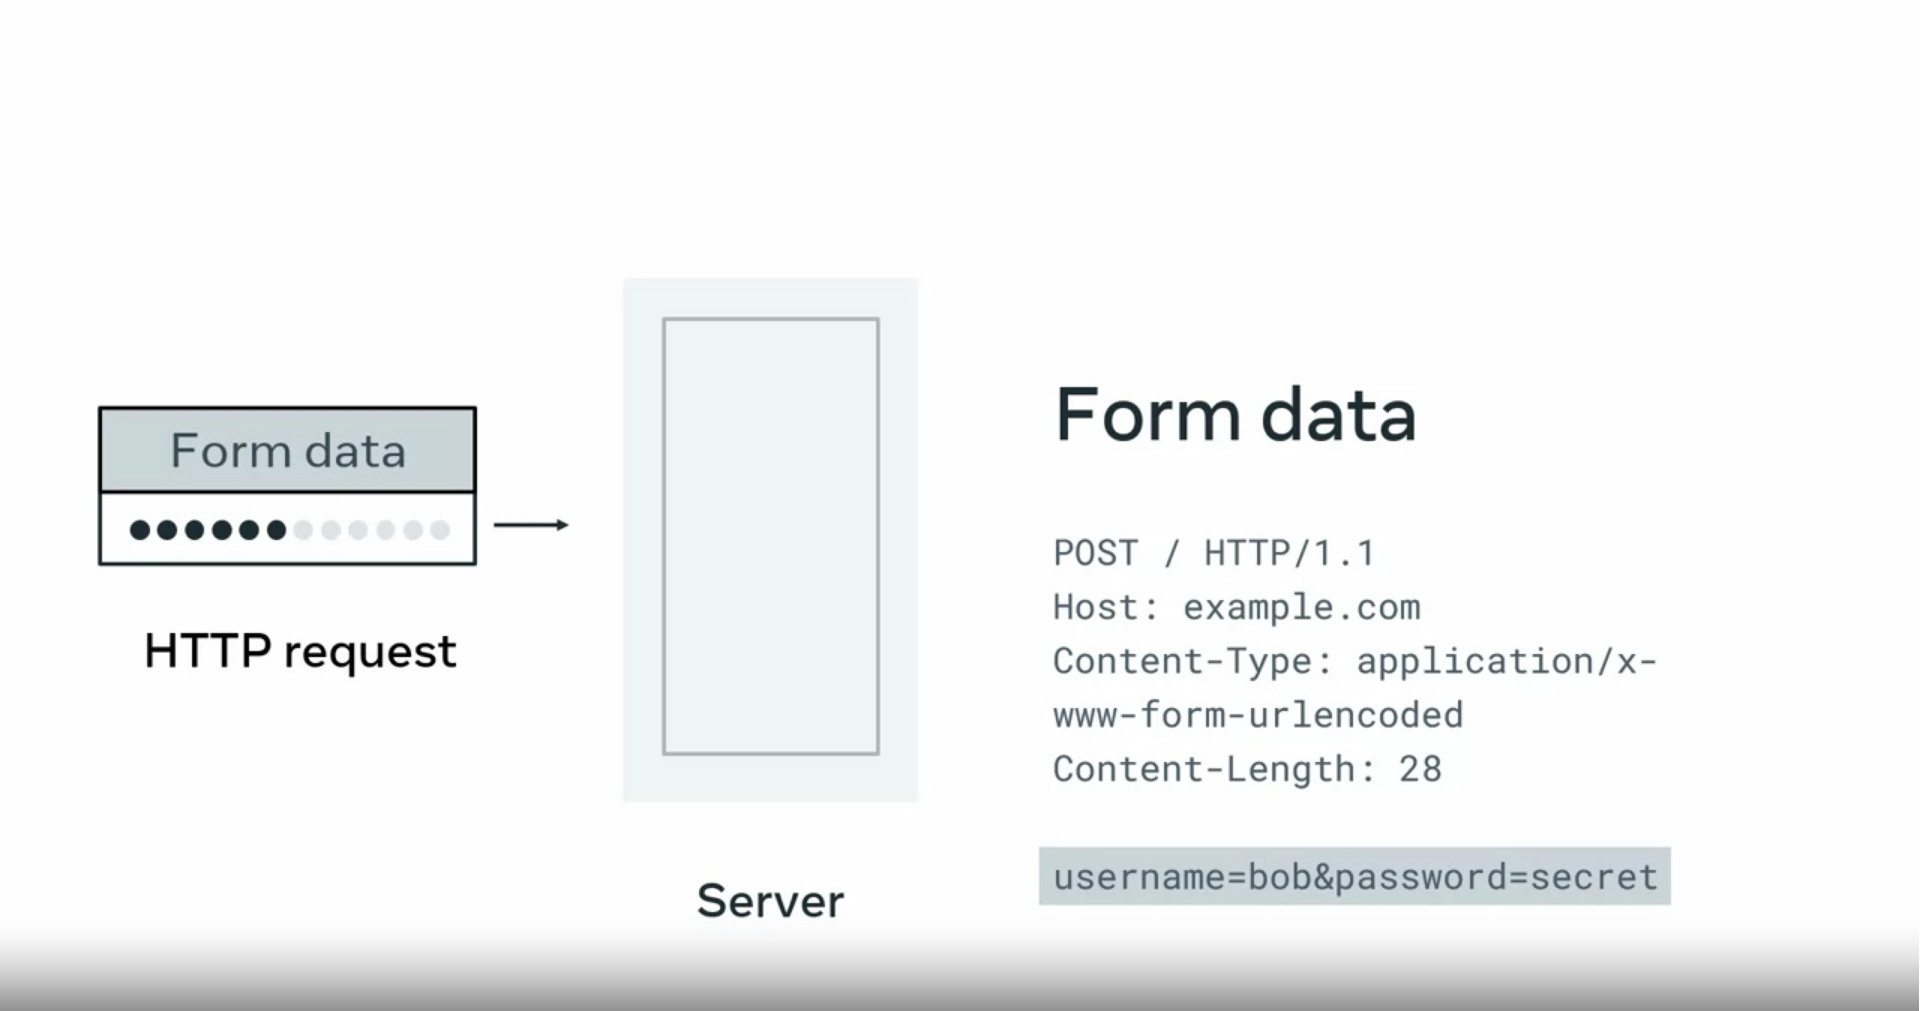 Form data
HTTP request
Server
Form data
POST / HTTP/1.1
Host: example.com
Content-Type: application/x-
www-form-urlencoded
Content-Length: 28
username=bob&password=secret